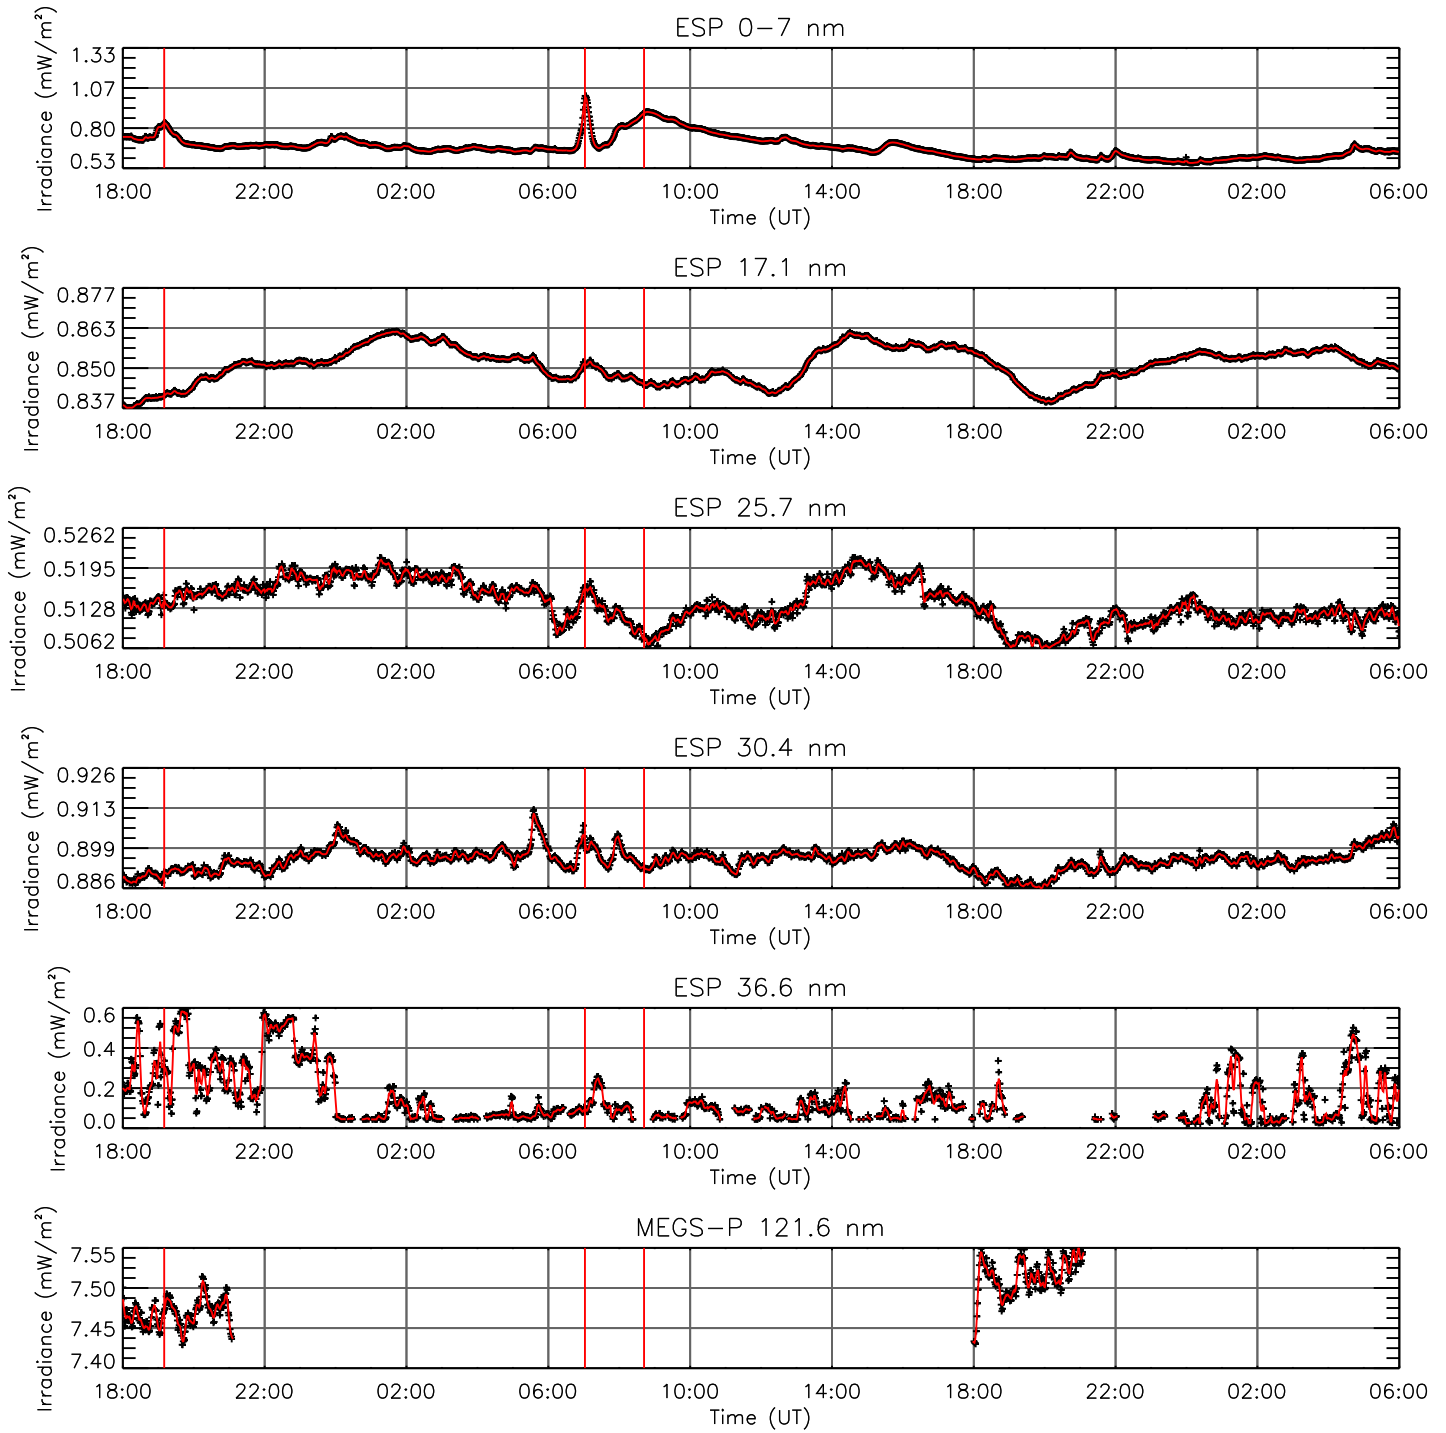 ESP 0-7 nm
Irradiance (mW/m²)
1.33
1.07
0.80
0.53
18:00 22:00 02:00 06:00 10:00 14:00 18:00 22:00 02:00 06:00
Time (UT)
ESP 17.1 nm
Irradiance (mW/m²)
0.877
0.863
0.850
0.837
18:00 22:00 02:00 06:00 10:00 14:00 18:00 22:00 02:00 06:00
Time (UT)
ESP 25.7 nm
Irradiance (mW/m²)
0.5262
0.5195
0.5128
0.5062
18:00 22:00 02:00 06:00 10:00 14:00 18:00 22:00 02:00 06:00
Time (UT)
ESP 30.4 nm
Irradiance (mW/m²)
0.926
0.913
0.899
0.886
18:00 22:00 02:00 06:00 10:00 14:00 18:00 22:00 02:00 06:00
Time (UT)
ESP 36.6 nm
Irradiance (mW/m²)
0.6
0.4
0.2
0.0
18:00 22:00 02:00 06:00 10:00 14:00 18:00 22:00 02:00 06:00
Time (UT)
MEGS-P 121.6 nm
Irradiance (mW/m²)
7.55
7.50
7.45
7.40
18:00 22:00 02:00 06:00 10:00 14:00 18:00 22:00 02:00 06:00
Time (UT)